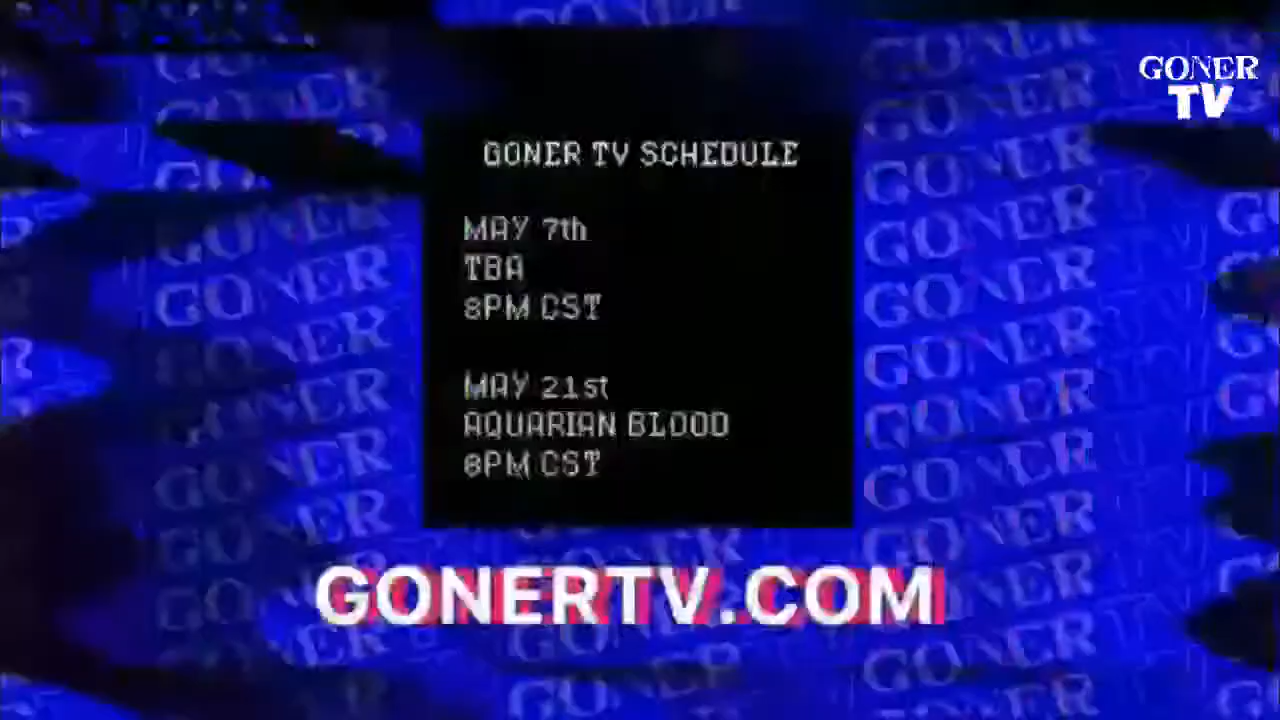 GONER
TV
GONER TV SCHEDULE
MAY 7th
TBA
8PM CST
MAY 21st
AQUARIAN BLOOD
8PM CST
GONERTV.COM